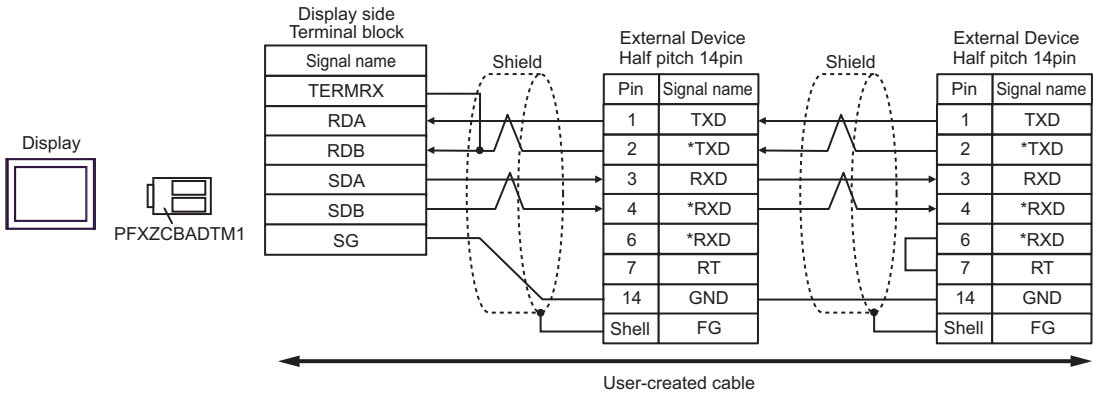 Display
PFXZCBADTM1
Display side
Terminal block
Signal name
TERMRX
RDA
RDB
SDA
SDB
SG
Shield
External Device
Half pitch 14pin
Pin Signal name
1 TXD
2 *TXD
3 RXD
4 *RXD
6 *RXD
7 RT
14 GND
Shell FG
Shield
External Device
Half pitch 14pin
Pin Signal name
1 TXD
2 *TXD
3 RXD
4 *RXD
6 *RXD
7 RT
14 GND
Shell FG
User-created cable